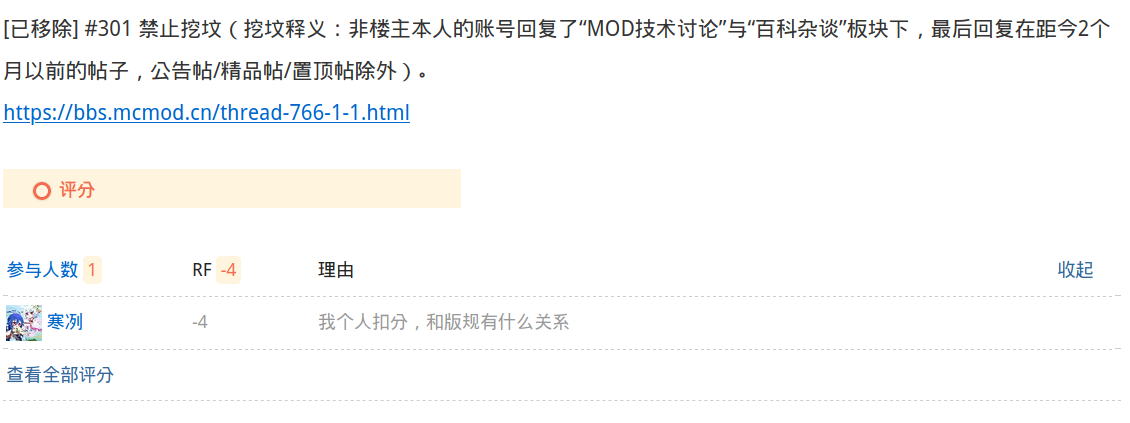 [已移除] #301 禁止挖坟（挖坟释义：非楼主本人的账号回复了“MOD技术讨论”与“百科杂谈”板块下，最后回复在距今2个
月以前的帖子，公告帖/精品帖/置顶帖除外）。
https://bbs.mcmod.cn/thread-766-1-1.html
评分
参与人数 1 RF -4 理由 收起
寒冽 -4 我个人扣分，和版规有什么关系
查看全部评分